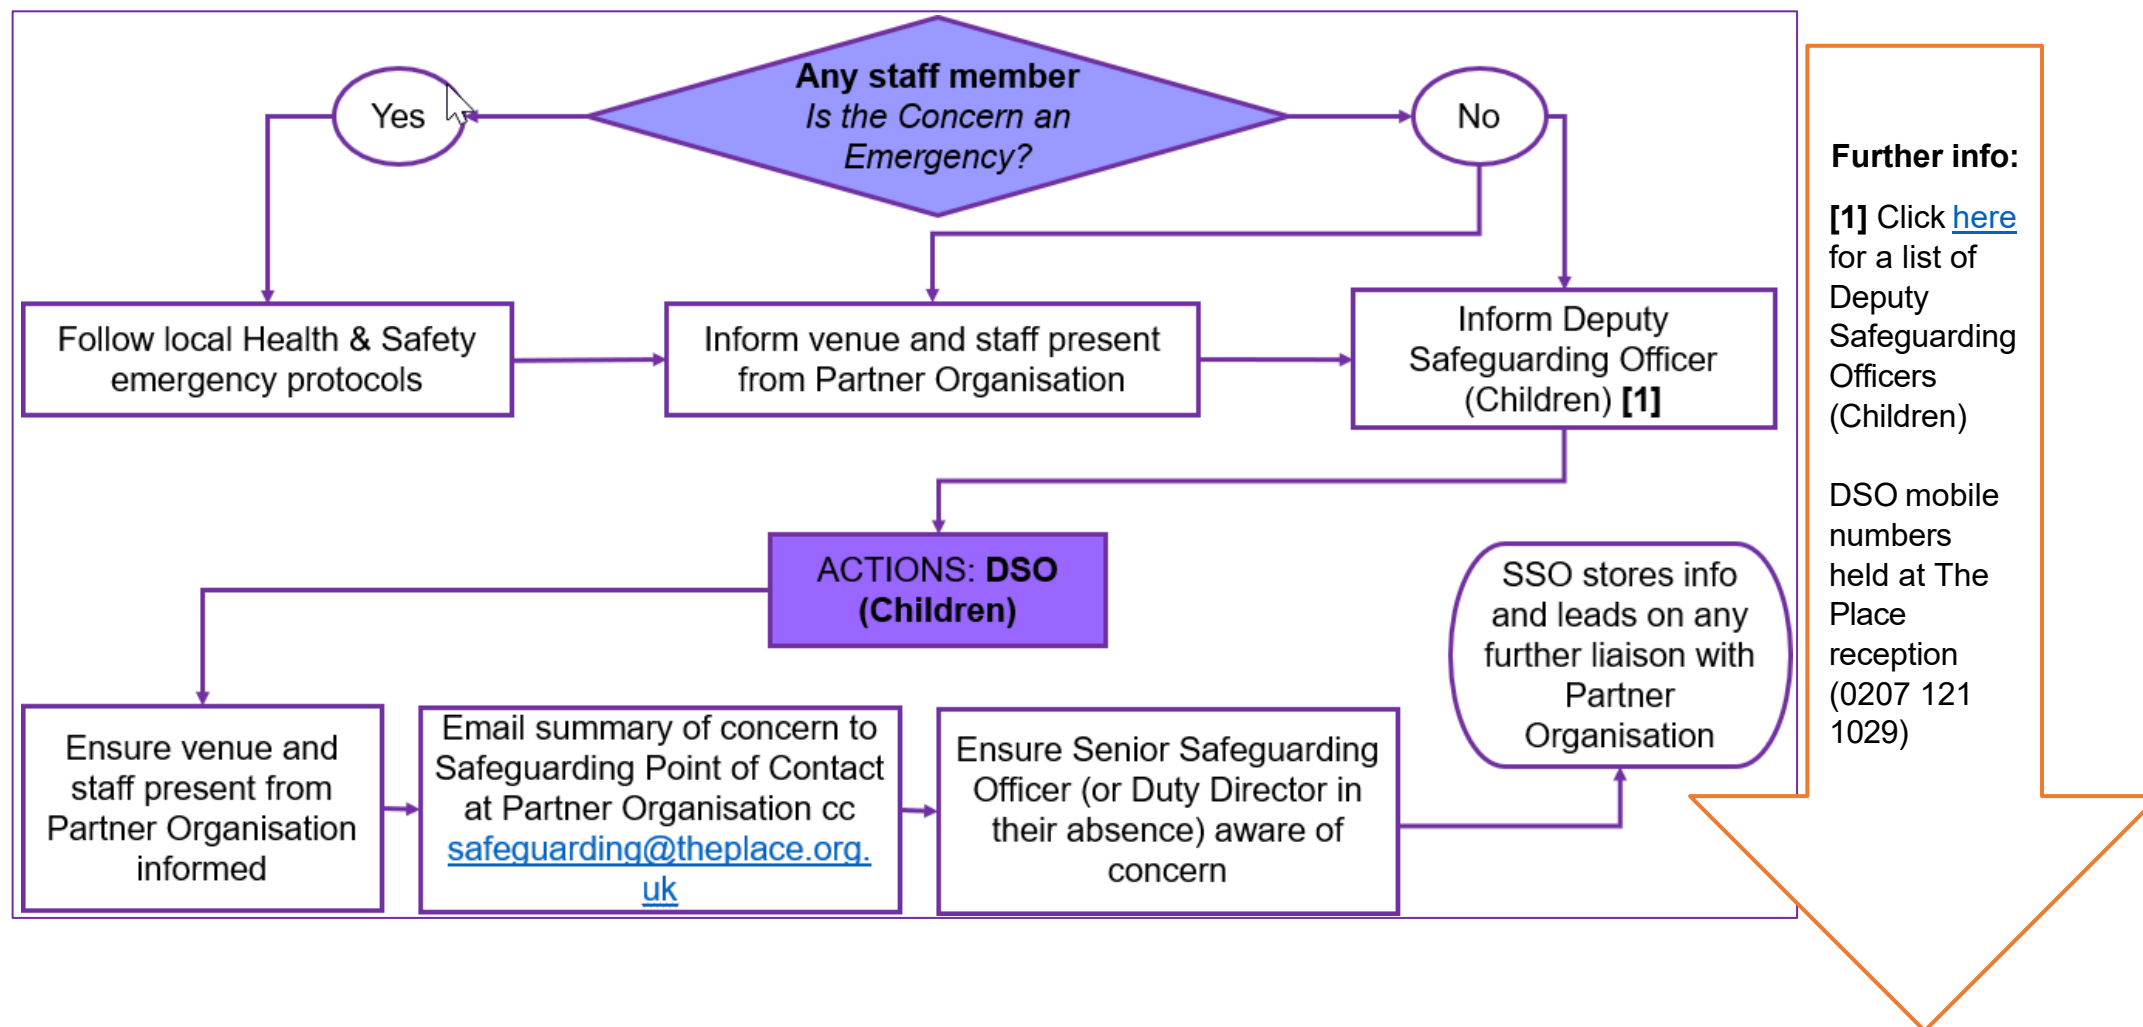 Any staff member
Is the Concern an
Emergency?
Yes
No
Follow local Health & Safety
emergency protocols
Inform venue and staff present
from Partner Organisation
Inform Deputy
Safeguarding Officer
(Children) [1]
ACTIONS: DSO
(Children)
Ensure venue and
staff present from
Partner Organisation
informed
Email summary of concern to
Safeguarding Point of Contact
at Partner Organisation cc
safeguarding@theplace.org.
uk
Ensure Senior Safeguarding
Officer (or Duty Director in
their absence) aware of
concern
SSO stores info
and leads on any
further liaison with
Partner
Organisation
Further info:
[1] Click here
for a list of
Deputy
Safeguarding
Officers
(Children)
DSO mobile
numbers
held at The
Place
reception
(0207 121
1029)